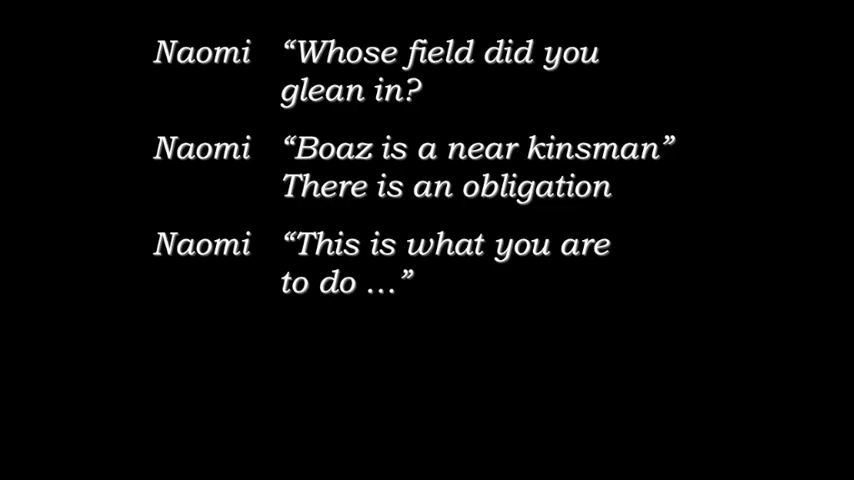 Naomi “Whose field did you
glean in?
Naomi “Boaz is a near kinsman”
There is an obligation
Naomi “This is what you are
to do ...”